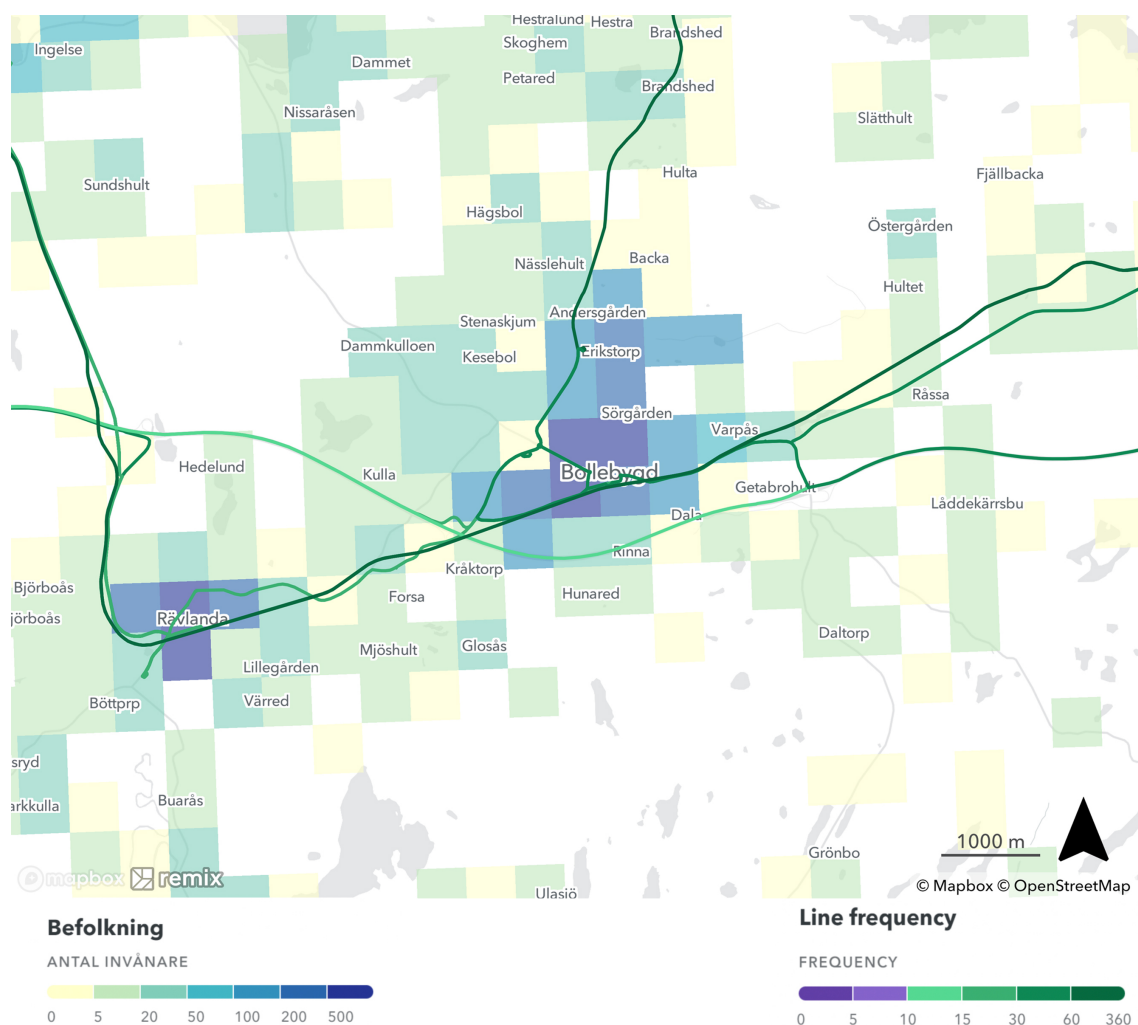 Hestralund
Hestra
Ingelse
Skoghem
Brandshed
Dammet
Petared
Brandshed
Nissaråsen
Slätthult
Sundshult
Hulta
Fjällbacka
Hägsbol
Östergården
Nässlehult
Backa
Hultet
Stenaskjum
Andersgården
Dammkulloen
Kesebol
Erikstorp
Råssa
Sörgården
Varpås
Hedelund
Kulla
Bollebygd
Getabrohult
Låddekärrsbu
Dala
Rinna
Kråktorp
Björboås
Forsa
Hunared
jörboås
Rävlanda
Daltorp
Mjöshult
Glosås
Lillegården
Böttprp
Värred
sryd
arkkulla
Buarås
1000 m
Grönbo
mapbox remix
Ulasjö
© Mapbox © OpenStreetMap
Befolkning
ANTAL INVÅNARE
0 5 20 50 100 200 500
Line frequency
FREQUENCY
0 5 10 15 30 60 360